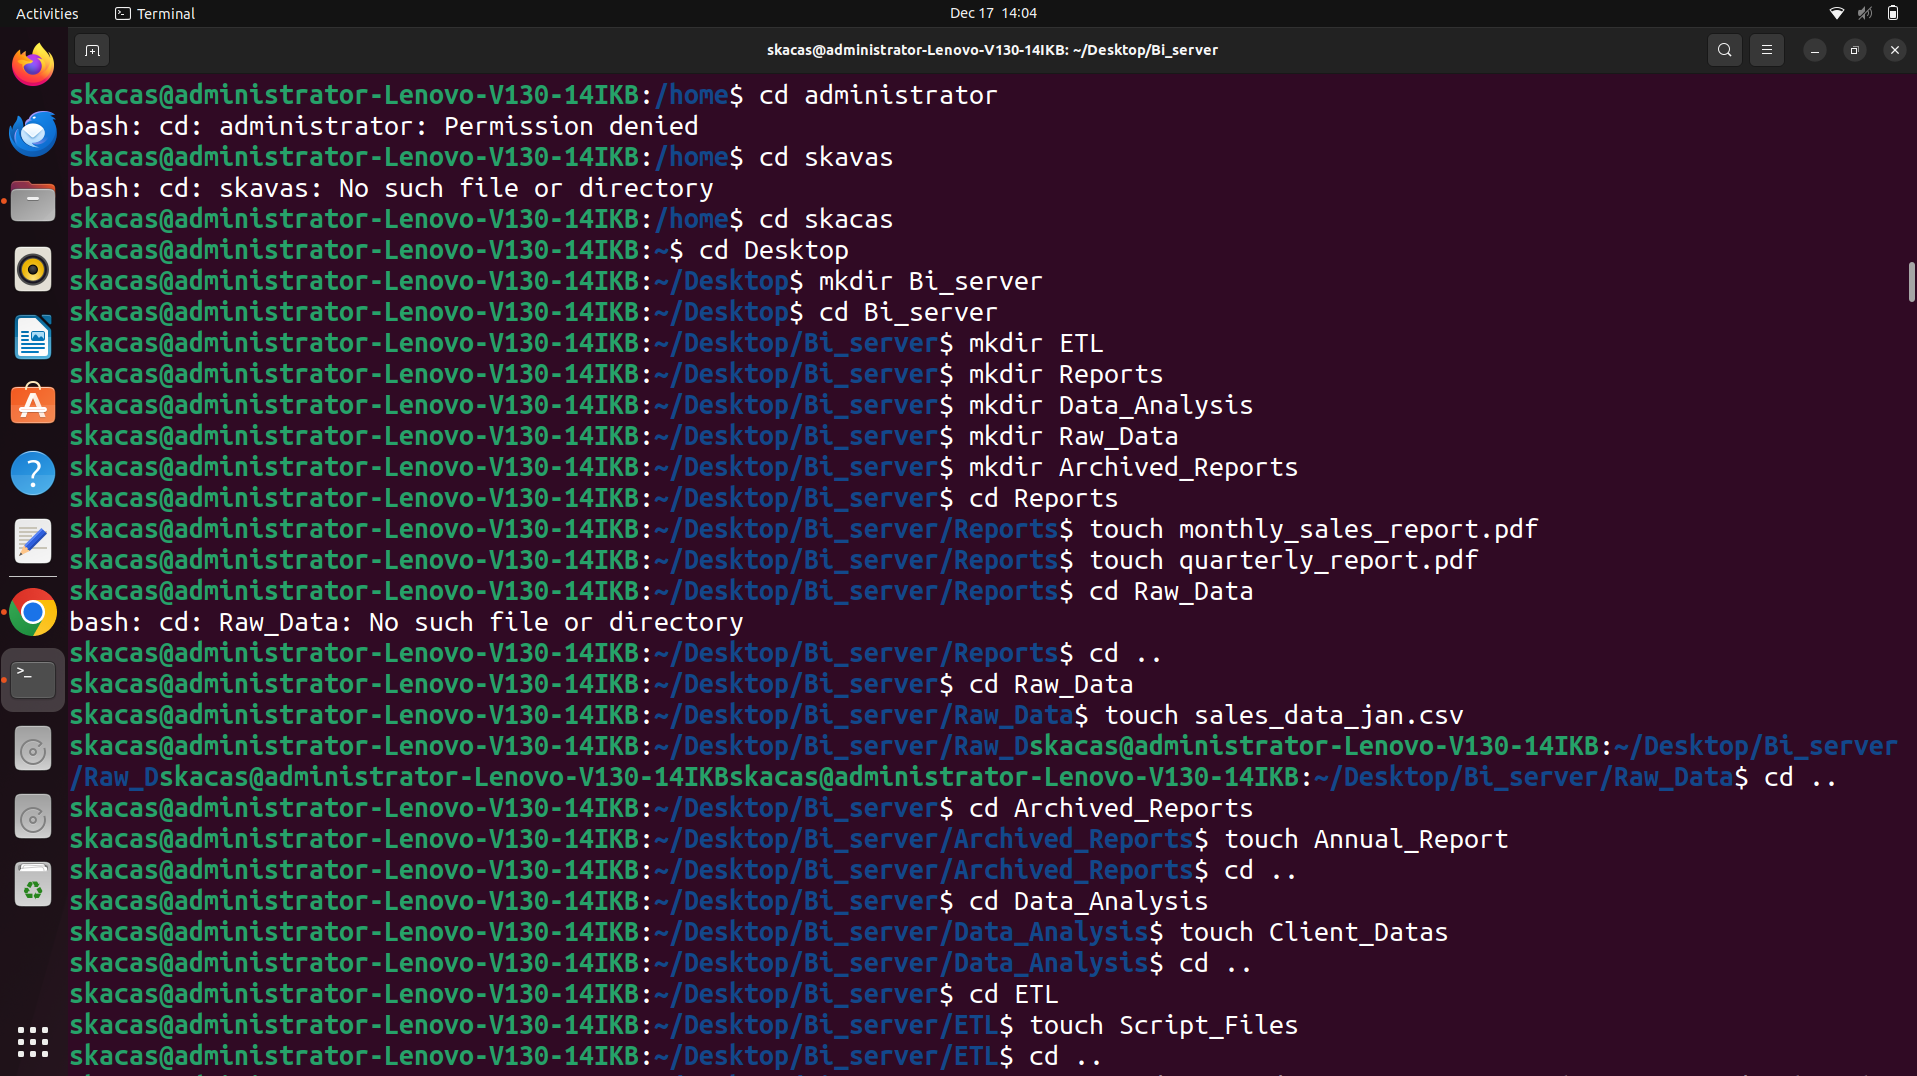 Activities
Terminal
Dec 17 14:04
skacas@administrator-Lenovo-V130-14IKB: ~/Desktop/Bi_server
skacas@administrator-Lenovo-V130-14IKB:/home$ cd administrator
bash: cd: administrator: Permission denied
skacas@administrator-Lenovo-V130-14IKB:/home$ cd skavas
bash: cd: skavas: No such file or directory
skacas@administrator-Lenovo-V130-14IKB:/home$ cd skacas
skacas@administrator-Lenovo-V130-14IKB:~$ cd Desktop
skacas@administrator-Lenovo-V130-14IKB:~/Desktop$ mkdir Bi_server
skacas@administrator-Lenovo-V130-14IKB:~/Desktop$ cd Bi_server
skacas@administrator-Lenovo-V130-14IKB:~/Desktop/Bi_server$ mkdir ETL
skacas@administrator-Lenovo-V130-14IKB:~/Desktop/Bi_server$ mkdir Reports
skacas@administrator-Lenovo-V130-14IKB:~/Desktop/Bi_server$ mkdir Data_Analysis
skacas@administrator-Lenovo-V130-14IKB:~/Desktop/Bi_server$ mkdir Raw_Data
skacas@administrator-Lenovo-V130-14IKB:~/Desktop/Bi_server$ mkdir Archived_Reports
skacas@administrator-Lenovo-V130-14IKB:~/Desktop/Bi_server$ cd Reports
skacas@administrator-Lenovo-V130-14IKB:~/Desktop/Bi_server/Reports$ touch monthly_sales_report.pdf
skacas@administrator-Lenovo-V130-14IKB:~/Desktop/Bi_server/Reports$ touch quarterly_report.pdf
skacas@administrator-Lenovo-V130-14IKB:~/Desktop/Bi_server/Reports$ cd Raw_Data
bash: cd: Raw_Data: No such file or directory
skacas@administrator-Lenovo-V130-14IKB:~/Desktop/Bi_server/Reports$ cd ..
skacas@administrator-Lenovo-V130-14IKB:~/Desktop/Bi_server$ cd Raw_Data
skacas@administrator-Lenovo-V130-14IKB:~/Desktop/Bi_server/Raw_Data$ touch sales_data_jan.csv
skacas@administrator-Lenovo-V130-14IKB:~/Desktop/Bi_server/Raw_Dskacas@administrator-Lenovo-V130-14IKB:~/Desktop/Bi_server
/Raw_Dskacas@administrator-Lenovo-V130-14IKBskacas@administrator-Lenovo-V130-14IKB:~/Desktop/Bi_server/Raw_Data$ cd ..
skacas@administrator-Lenovo-V130-14IKB:~/Desktop/Bi_server$ cd Archived_Reports
skacas@administrator-Lenovo-V130-14IKB:~/Desktop/Bi_server/Archived_Reports$ touch Annual_Report
skacas@administrator-Lenovo-V130-14IKB:~/Desktop/Bi_server/Archived_Reports$ cd ..
skacas@administrator-Lenovo-V130-14IKB:~/Desktop/Bi_server$ cd Data_Analysis
skacas@administrator-Lenovo-V130-14IKB:~/Desktop/Bi_server/Data_Analysis$ touch Client_Datas
skacas@administrator-Lenovo-V130-14IKB:~/Desktop/Bi_server/Data_Analysis$ cd ..
skacas@administrator-Lenovo-V130-14IKB:~/Desktop/Bi_server$ cd ETL
skacas@administrator-Lenovo-V130-14IKB:~/Desktop/Bi_server/ETL$ touch Script_Files
skacas@administrator-Lenovo-V130-14IKB:~/Desktop/Bi_server/ETL$ cd ..